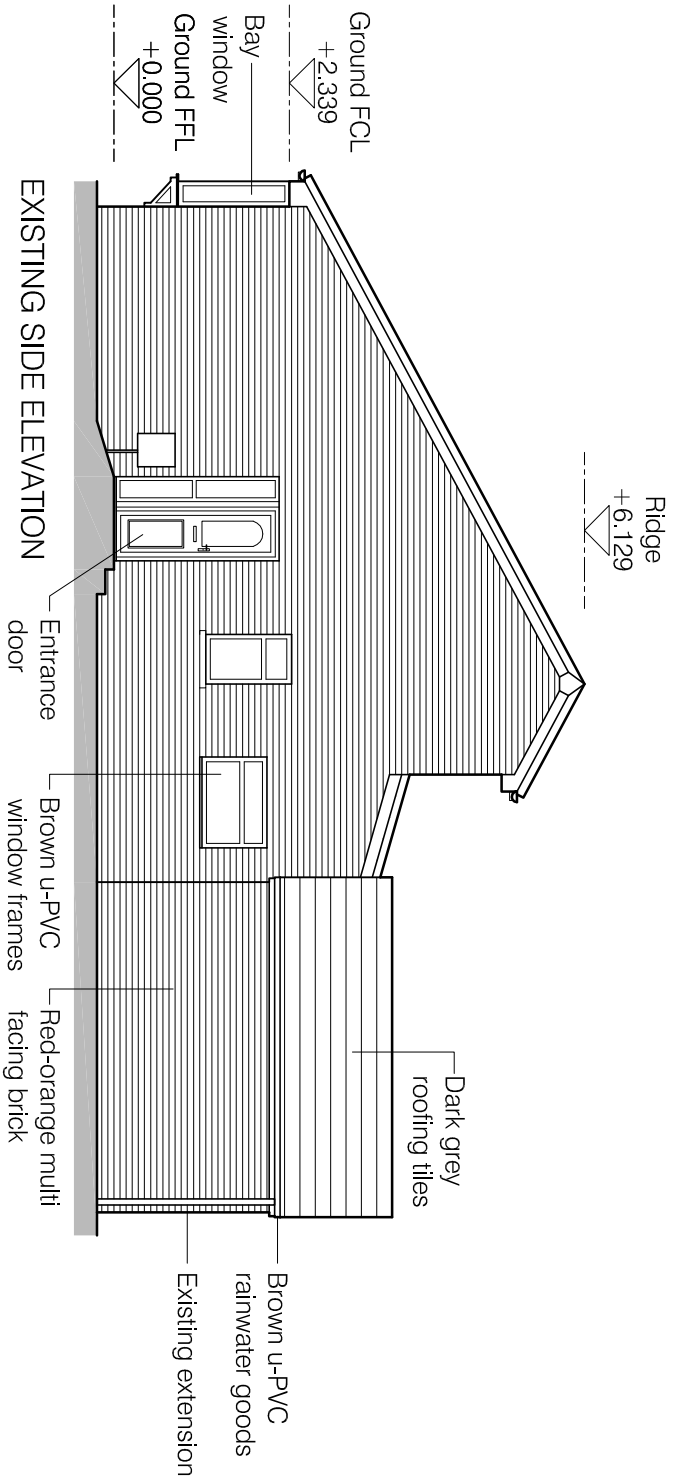 Ridge
+6.129
Ground FCL
+2.339
Bay
window
Ground FFL
+0.000
Dark grey
roofing tiles
Brown u-PVC
rainwater goods
Existing extension
Entrance
door
Brown u-PVC
window frames
Red-orange multi
facing brick
EXISTING SIDE ELEVATION